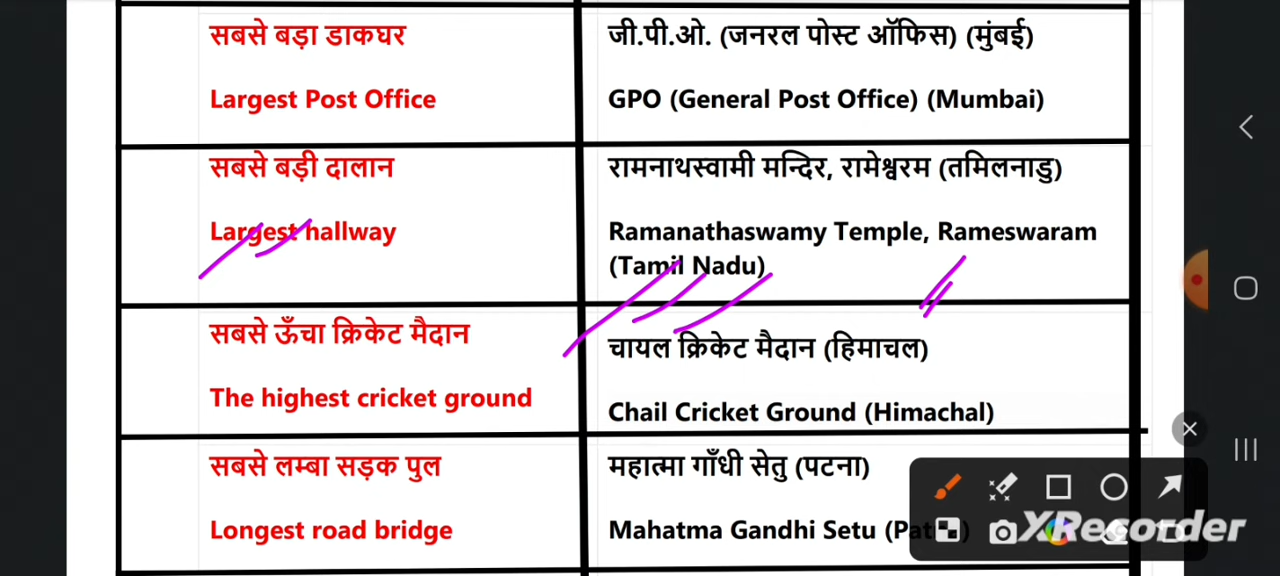 सबसे बड़ा डाकघर
जी.पी.ओ. (जनरल पोस्ट ऑफिस) (मुंबई)
Largest Post Office
GPO (General Post Office) (Mumbai)
सबसे बड़ी दालान
रामनाथस्वामी मन्दिर, रामेश्वरम (तमिलनाडु)
Largest hallway
Ramanathaswamy Temple, Rameswaram
(Tamil Nadu)
सबसे ऊँचा क्रिकेट मैदान
चायल क्रिकेट मैदान (हिमाचल)
The highest cricket ground
Chail Cricket Ground (Himachal)
सबसे लम्बा सड़क पुल
महात्मा गाँधी सेतु (पटना)
Longest road bridge
Mahatma Gandhi Setu
XRecorder